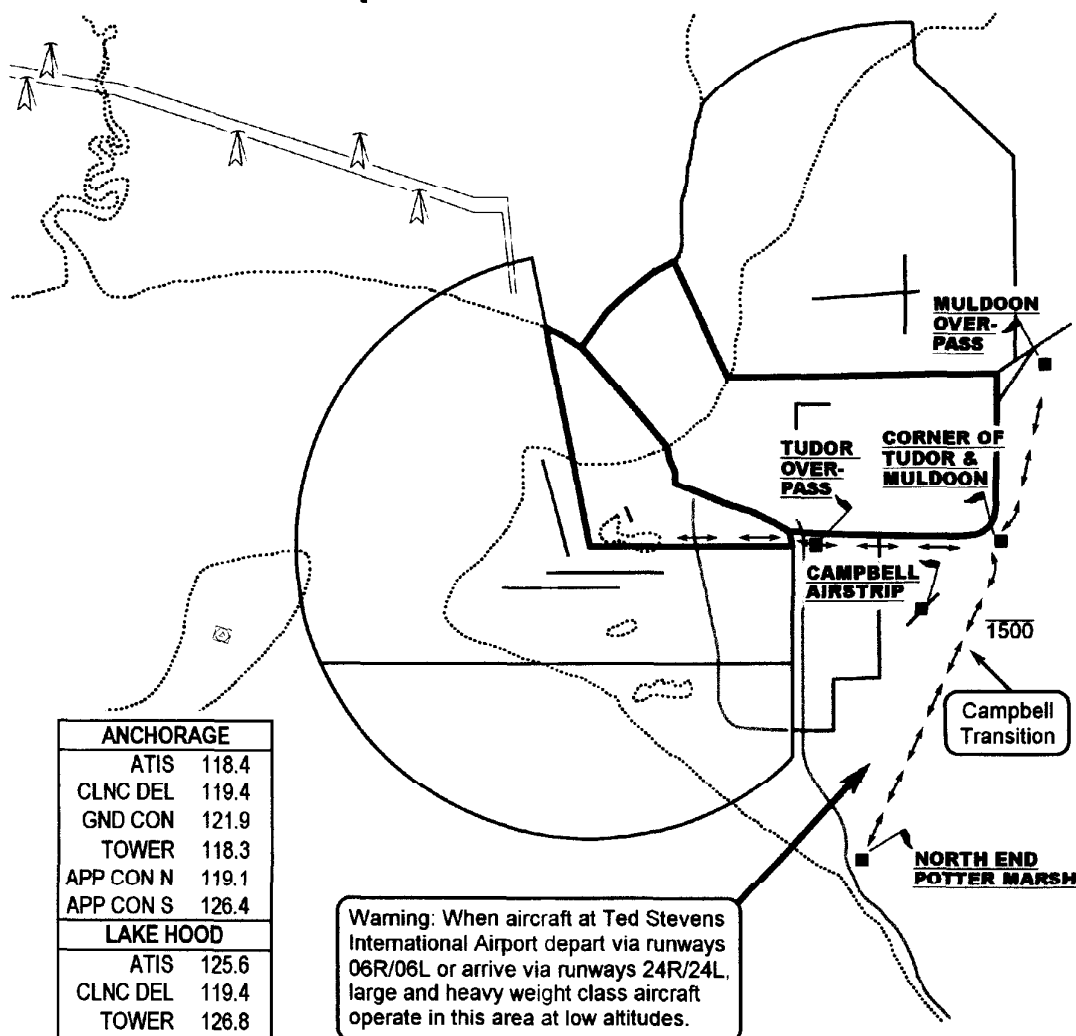 MULDOON
OVER-
PASS
TUDOR
OVER-
PASS
CORNER OF
TUDOR &
MULDOON
CAMPBELL
AIRSTRIP
1500
Campbell
Transition
NORTH END
POTTER MARSH
ANCHORAGE
ATIS 118.4
CLNC DEL 119.4
GND CON 121.9
TOWER 118.3
APP CON N 119.1
APP CON S 126.4
LAKE HOOD
ATIS 125.6
CLNC DEL 119.4
TOWER 126.8
Warning: When aircraft at Ted Stevens
International Airport depart via runways
06R/06L or arrive via runways 24R/24L,
large and heavy weight class aircraft
operate in this area at low altitudes.